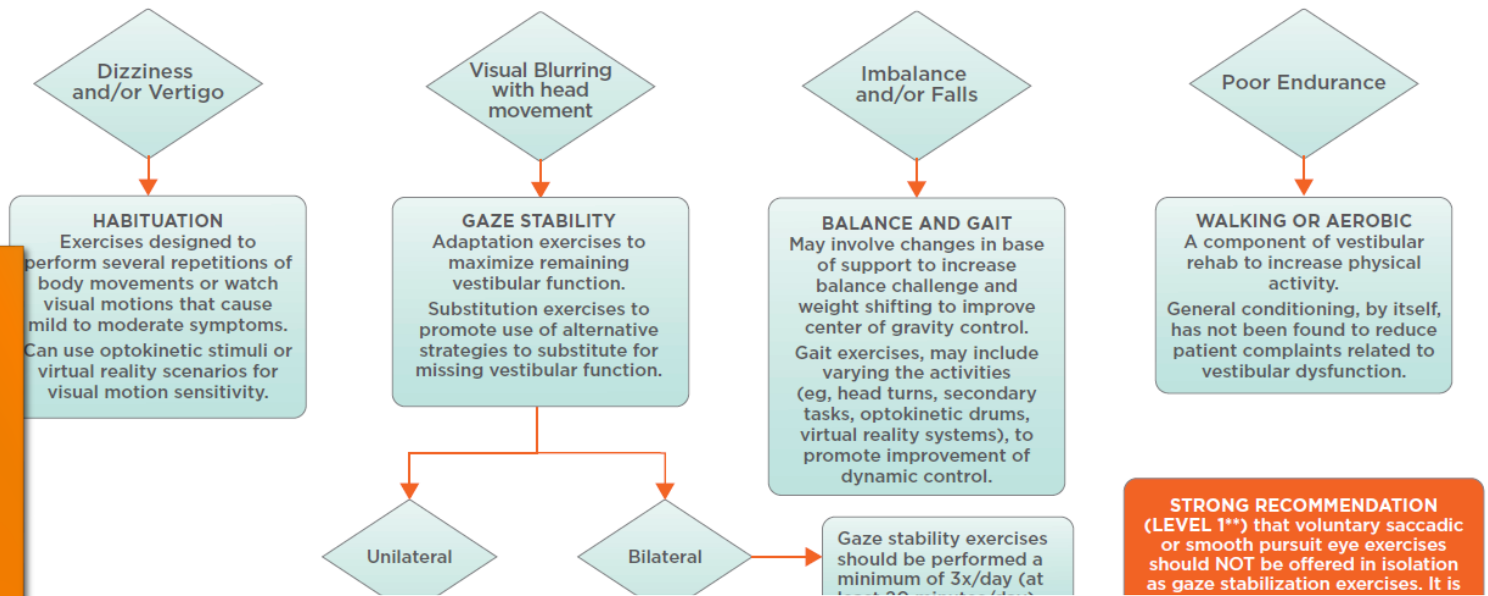 Dizziness
and/or Vertigo
Visual Blurring
with head
movement
Imbalance
and/or Falls
Poor Endurance
HABITUATION
Exercises designed to
perform several repetitions of
body movements or watch
visual motions that cause
mild to moderate symptoms.
Can use optokinetic stimuli or
virtual reality scenarios for
visual motion sensitivity.
GAZE STABILITY
Adaptation exercises to
maximize remaining
vestibular function.
Substitution exercises to
promote use of alternative
strategies to substitute for
missing vestibular function.
BALANCE AND GAIT
May involve changes in base
of support to increase
balance challenge and
weight shifting to improve
center of gravity control.
Gait exercises, may include
varying the activities
(eg, head turns, secondary
tasks, optokinetic drums,
virtual reality systems), to
promote improvement of
dynamic control.
WALKING OR AEROBIC
A component of vestibular
rehab to increase physical
activity.
General conditioning, by itself,
has not been found to reduce
patient complaints related to
vestibular dysfunction.
Unilateral
Bilateral
Gaze stability exercises
should be performed a
minimum of 3x/day (at
least 20 minutes/day)
STRONG RECOMMENDATION
(LEVEL 1**) that voluntary saccadic
or smooth pursuit eye exercises
should NOT be offered in isolation
as gaze stabilization exercises. It is